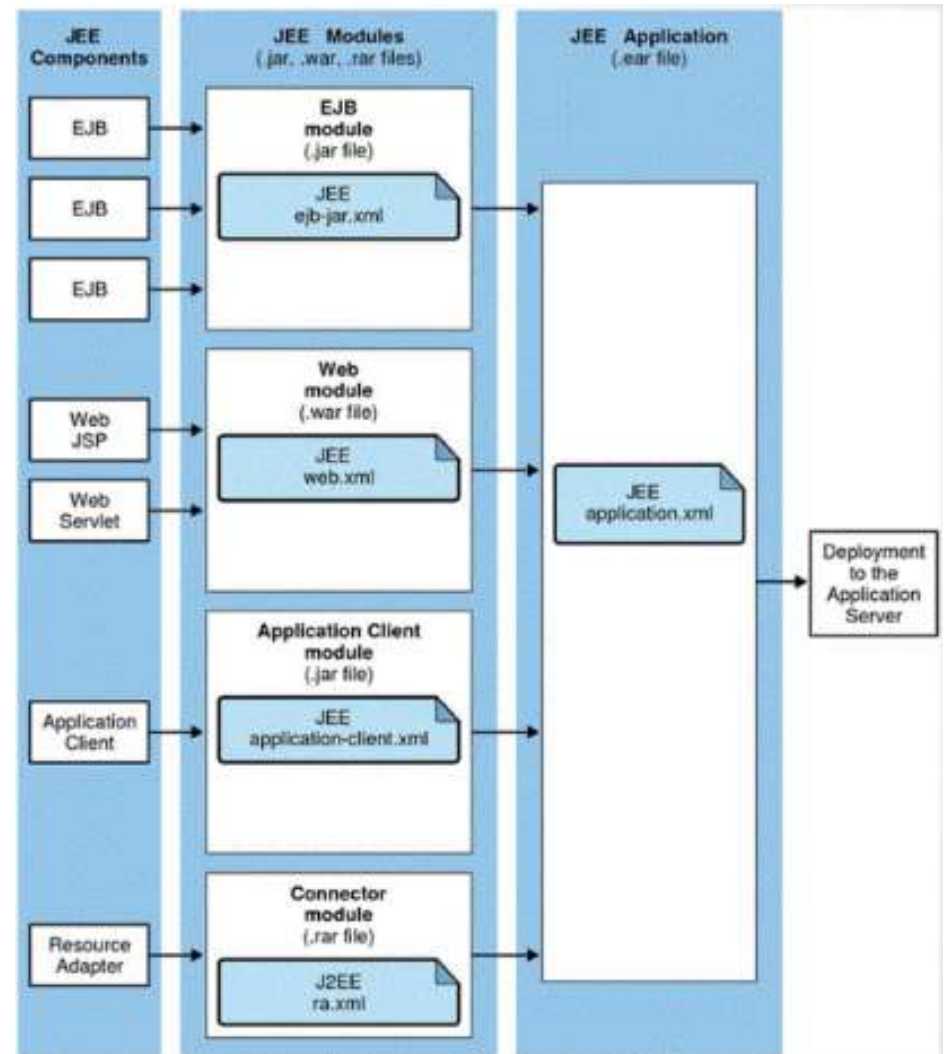 JEE
Components
JEE Modules
(.jar, .war, .rar files)
JEE Application
(.ear file)
EJB
EJB
EJB
Web
JSP
Web
Servlet
Application
Client
Resource
Adapter
EJB
module
(.jar file)
JEE
ejb-jar.xml
Web
module
(.war file)
JEE
web.xml
Application Client
module
(.jar file)
JEE
application-client.xml
Connector
module
(.rar file)
J2EE
ra.xml
JEE
application.xml
Deployment
to the
Application
Server